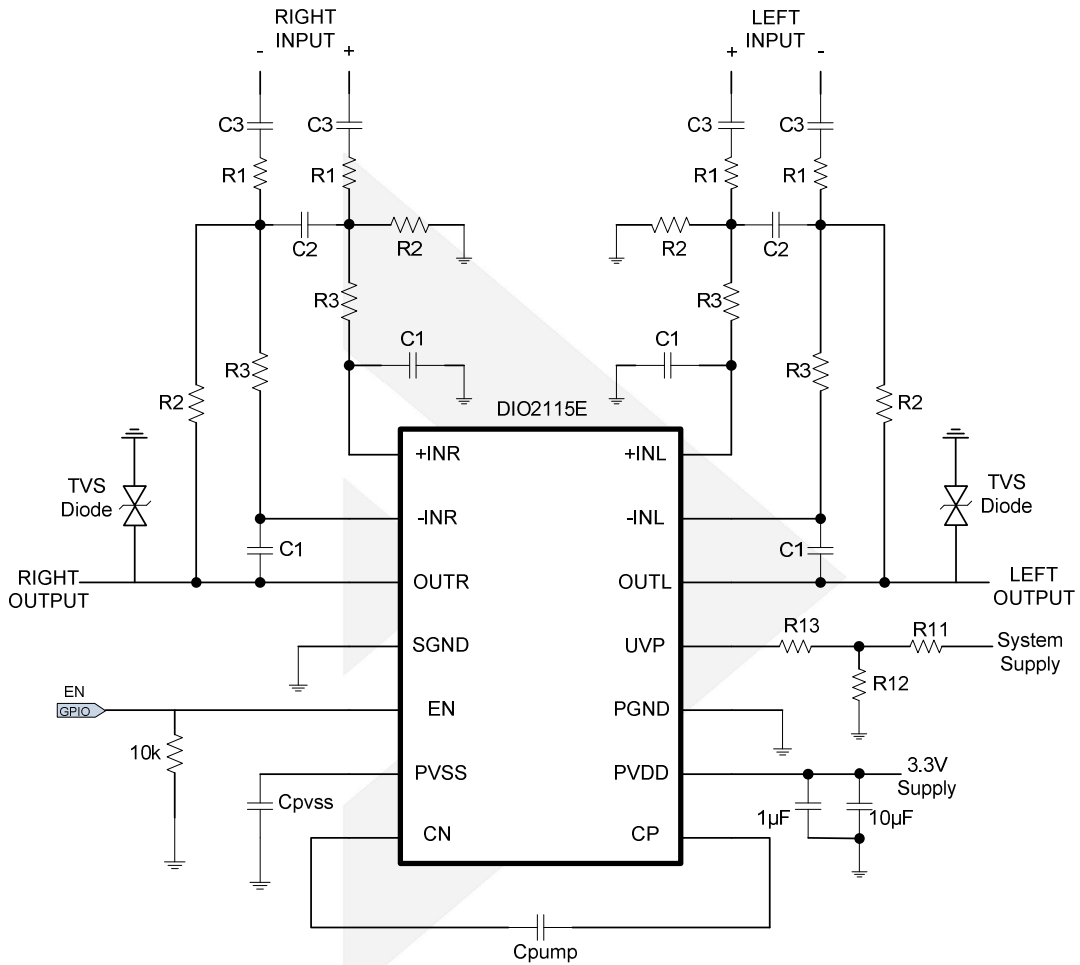 RIGHT
INPUT
LEFT
INPUT
- +
+ -
C3 C3 C3 C3
R1 R1 R1 R1
C2 R2 R2 C2
R3 R3
C1 C1
R3 R3
R2 R2
DIO2115E
TVS
Diode
TVS
Diode
+INR +INL
-INR -INL
C1 C1
RIGHT
OUTPUT
OUTR OUTL
LEFT
OUTPUT
SGND UVP
R13 R11
System
Supply
R12
EN
GPIO
EN PGND
10k
PVSS PVDD
3.3V
Supply
Cpvss
1µF 10µF
CN CP
Cpump